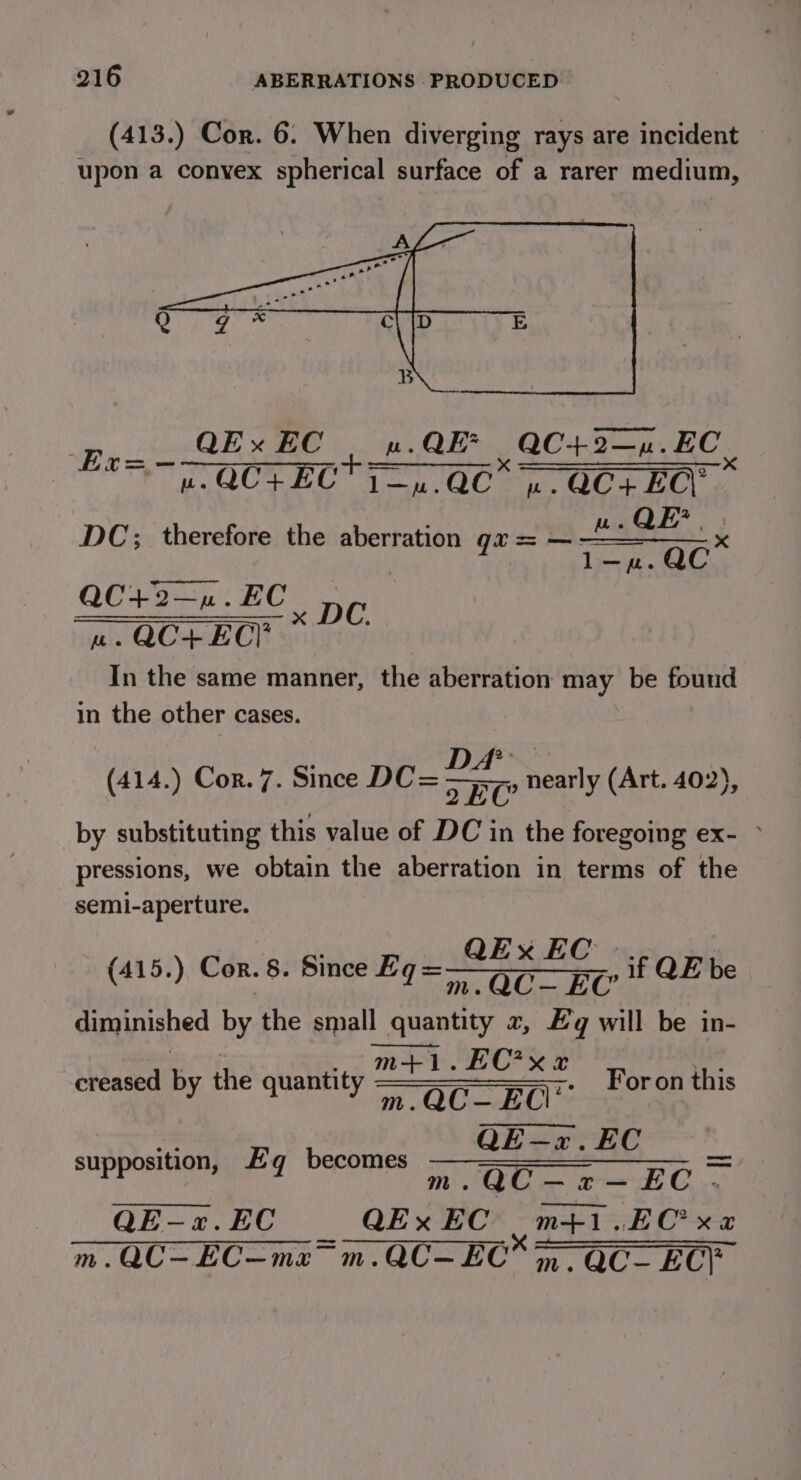 216 ABERRATIONS PRODUCED
(413.) Cor. 6. When diverging rays are incident
upon a convex spherical surface of a rarer medium,
A
Q q x C D E
B
Ex = − QE × EC / μ. QC + EC + μ. QE² / 1−μ. QC × QC + 2−μ. EC / μ. QC + EC)² ×
DC; therefore the aberration qx = − μ. QE² / 1−μ. QC ×
QC + 2−μ. EC / μ. QC + EC)² × DC.
In the same manner, the aberration may be fouud
in the other cases.
(414.) Cor. 7. Since DC = DA² / 2 EC, nearly (Art. 402),
by substituting this value of DC in the foregoing ex-
pressions, we obtain the aberration in terms of the
semi-aperture.
(415.) Cor. 8. Since Eq = QE × EC / m. QC − EC, if QE be
diminished by the small quantity x, Eq will be in-
creased by the quantity m+1. EC² × x / m. QC − EC)². For on this
supposition, Eq becomes QE − x. EC / m. QC − x − EC =
QE − x. EC / m. QC − EC − mx = QE × EC / m. QC − EC × m+1. EC² × x / m. QC − EC)²